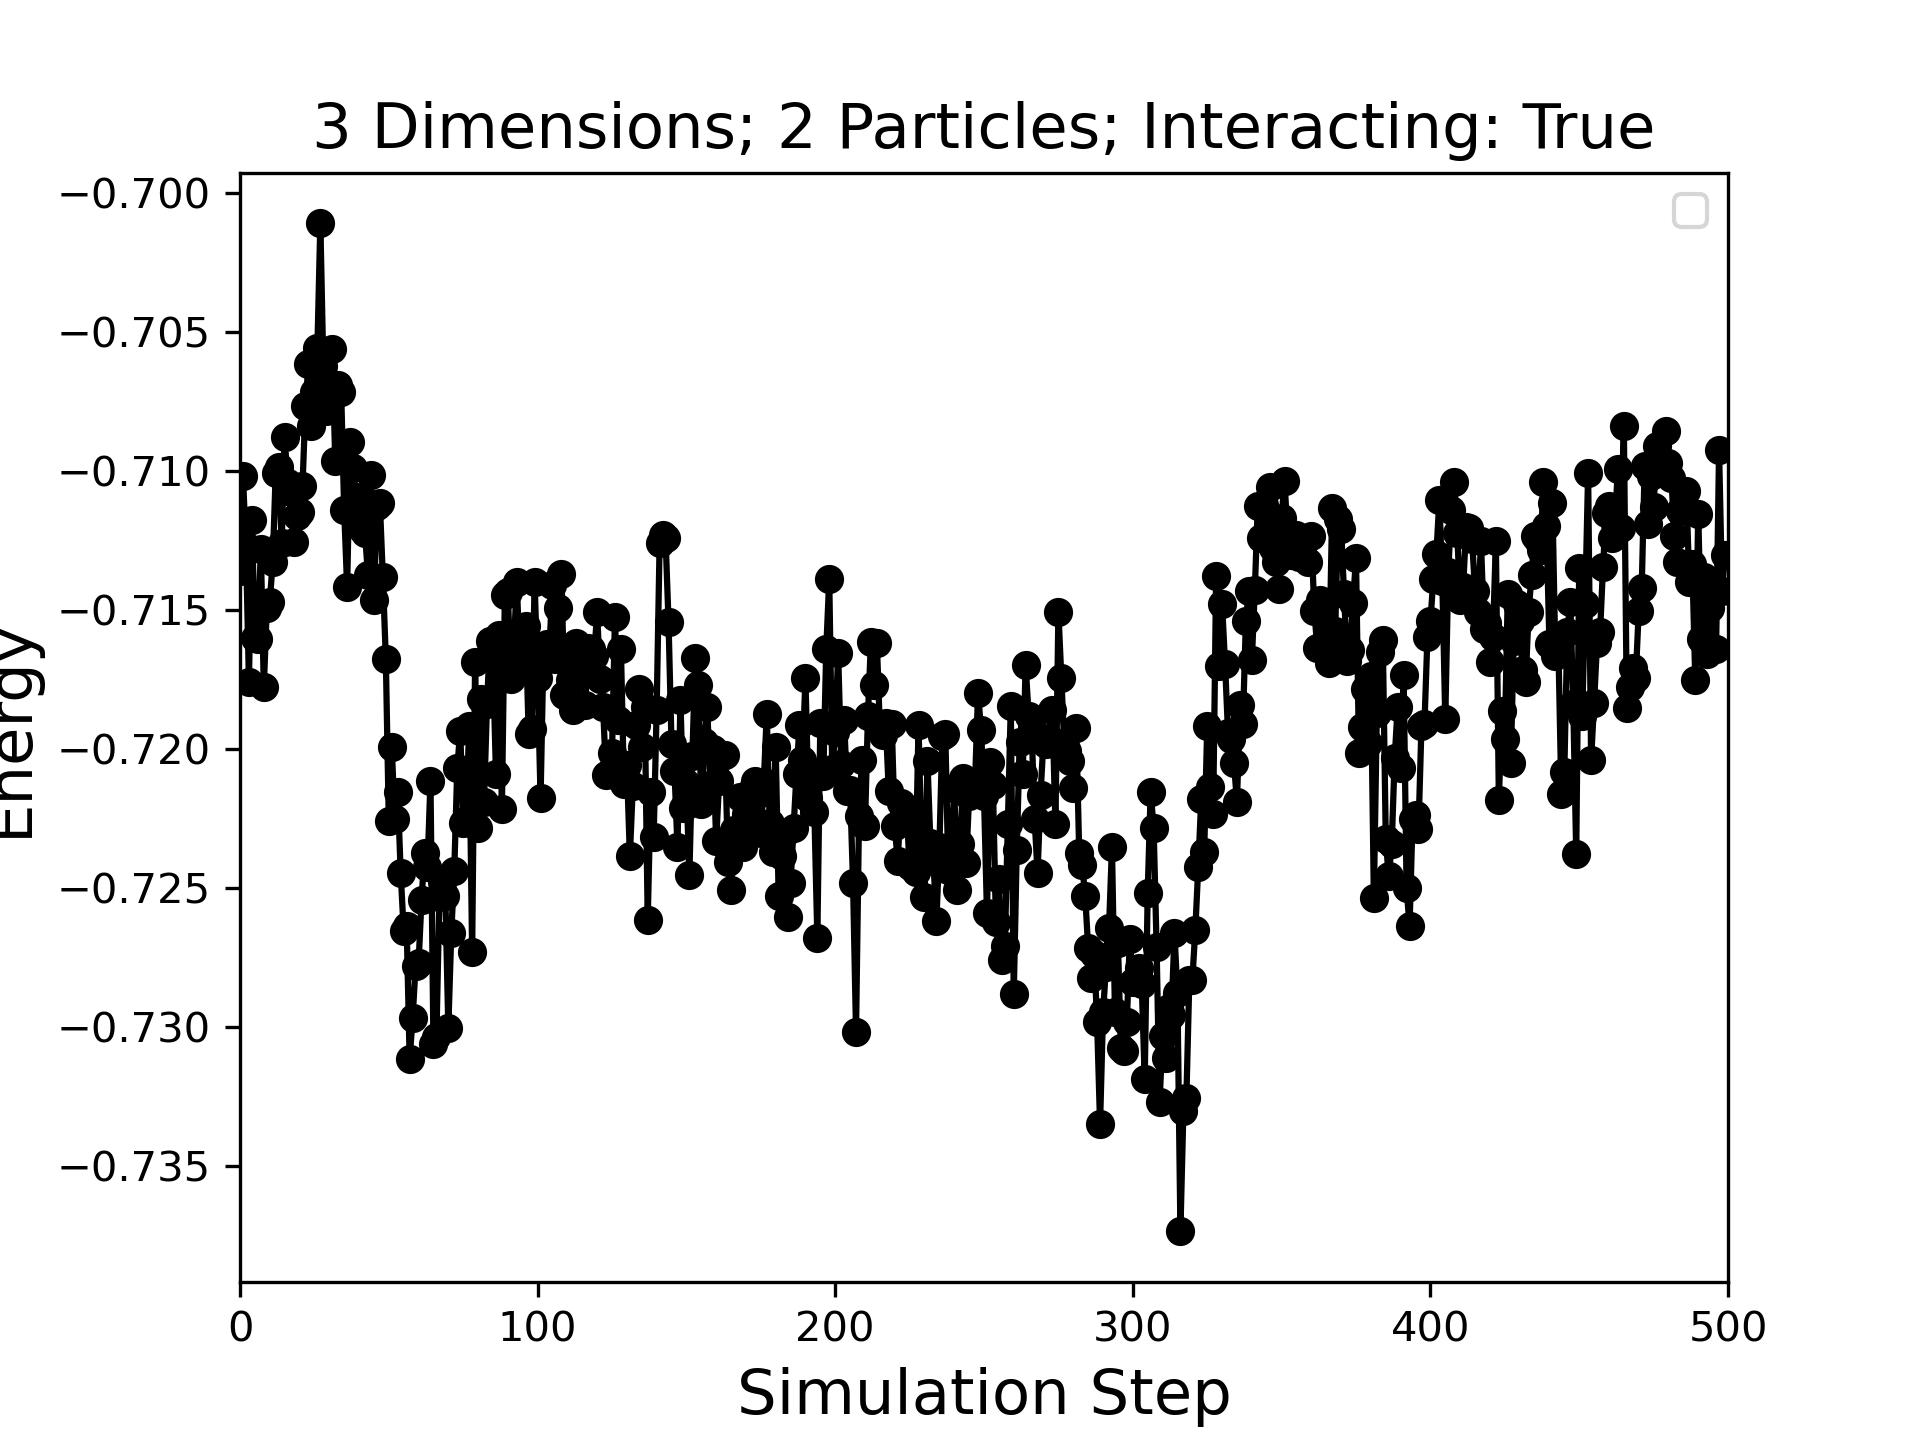 3 Dimensions; 2 Particles; Interacting: True
−0.700
−0.705
−0.710
−0.715
−0.720
−0.725
−0.730
−0.735
Energy
0 100 200 300 400 500
Simulation Step